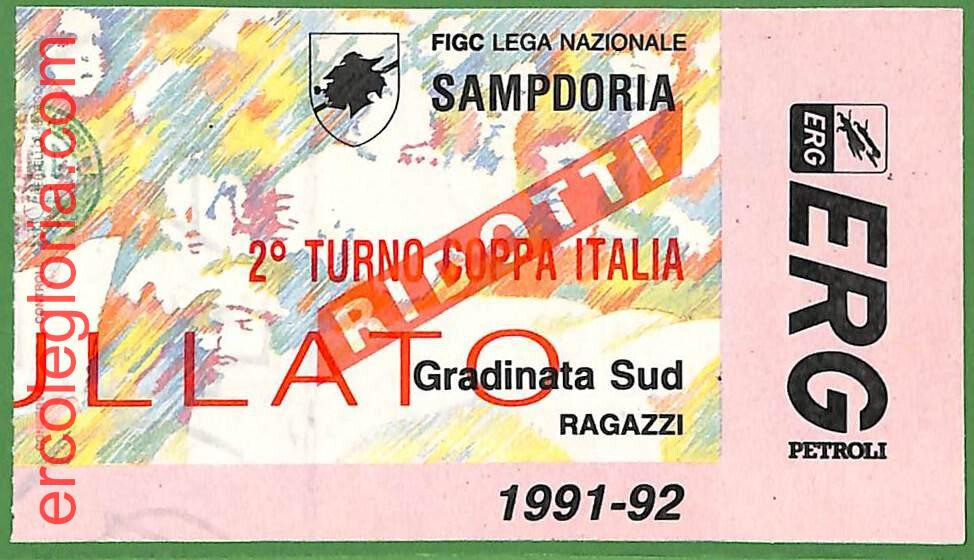 FIGC LEGA NAZIONALE
SAMPDORIA
RIDOTTI
2° TURNO COPPA ITALIA
ULLATO
Gradinata Sud
RAGAZZI
1991-92
ERG
ERG
PETROLI
ercolegloria.com